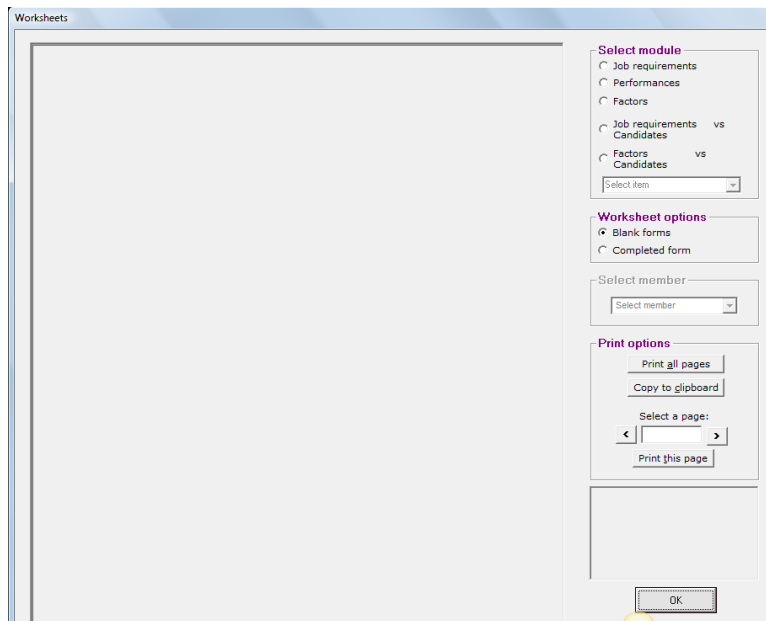 Worksheets
Select module
Job requirements
Performances
Factors
Job requirements vs
Candidates
Factors vs
Candidates
Select item
Worksheet options
Blank forms
Completed form
Select member
Select member
Print options
Print all pages
Copy to clipboard
Select a page:
< >
Print this page
OK